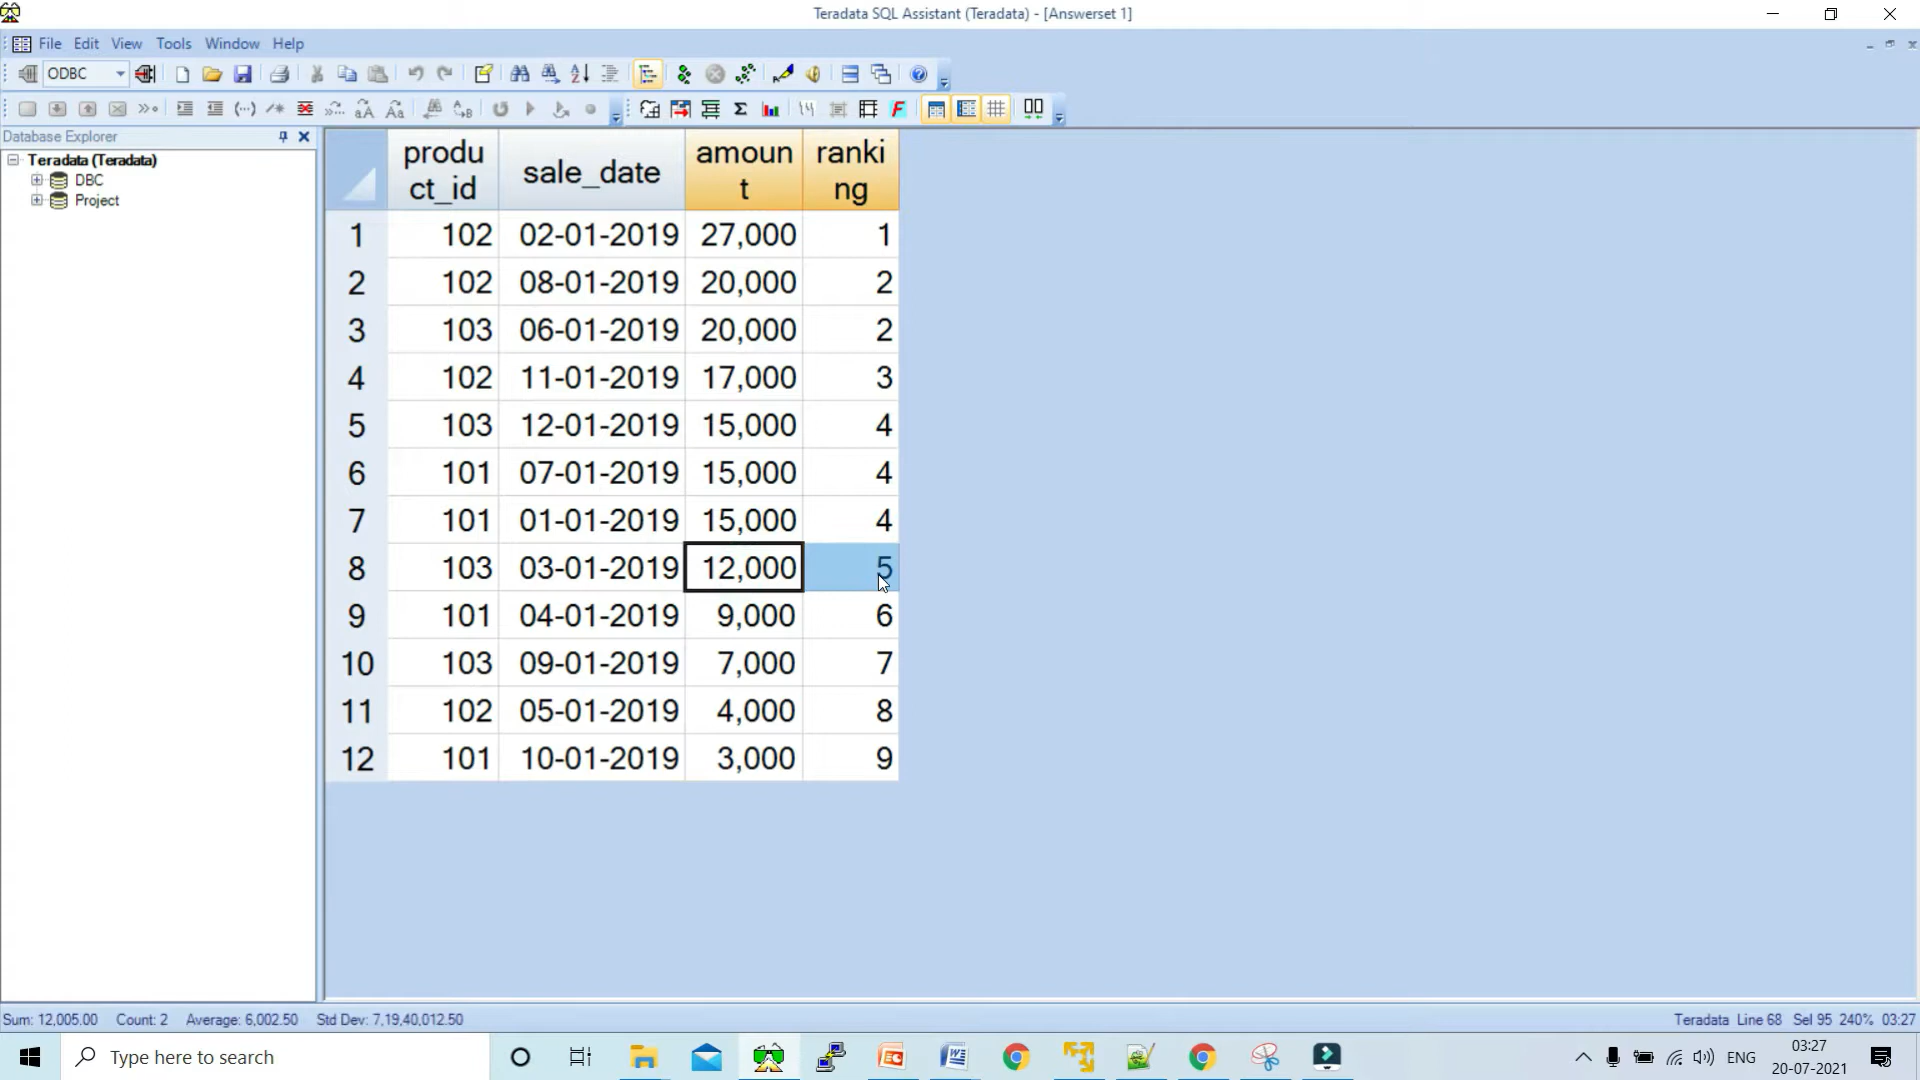 Teradata SQL Assistant (Teradata) - [Answerset 1]
File Edit View Tools Window Help
ODBC
Database Explorer
Teradata (Teradata)
DBC
Project
produ ct_id sale_date amoun t ranki ng
1 102 02-01-2019 27,000 1
2 102 08-01-2019 20,000 2
3 103 06-01-2019 20,000 2
4 102 11-01-2019 17,000 3
5 103 12-01-2019 15,000 4
6 101 07-01-2019 15,000 4
7 101 01-01-2019 15,000 4
8 103 03-01-2019 12,000 5
9 101 04-01-2019 9,000 6
10 103 09-01-2019 7,000 7
11 102 05-01-2019 4,000 8
12 101 10-01-2019 3,000 9
Sum: 12,005.00 Count: 2 Average: 6,002.50 Std Dev: 7,19,40,012.50
Teradata Line 68 Sel 95 240% 03:27
Type here to search
ENG
03:27
20-07-2021